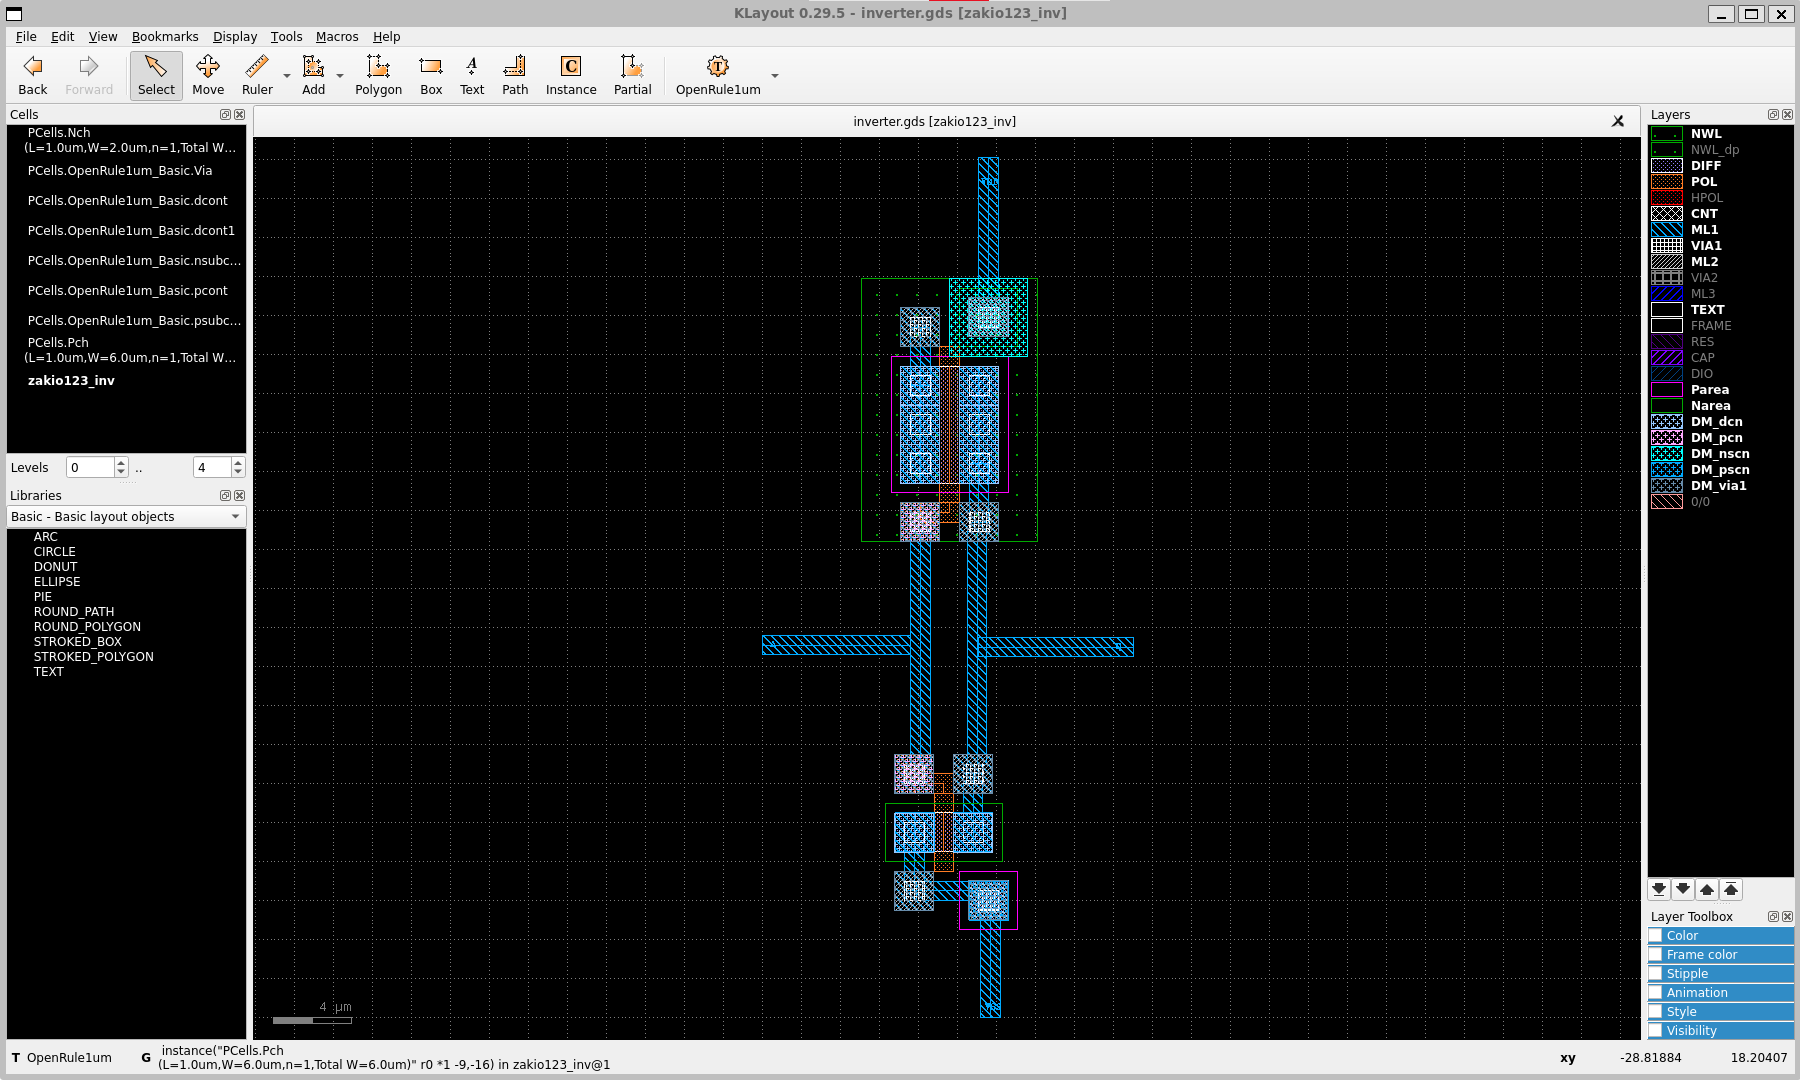 KLayout 0.29.5 - inverter.gds [zakio123_inv]
File Edit View Bookmarks Display Tools Macros Help
Back Forward Select Move Ruler Add Polygon Box Text Path Instance Partial OpenRule1um
Cells
PCells.Nch
(L=1.0um,W=2.0um,n=1,Total W...
PCells.OpenRule1um_Basic.Via
PCells.OpenRule1um_Basic.dcont
PCells.OpenRule1um_Basic.dcont1
PCells.OpenRule1um_Basic.nsubc...
PCells.OpenRule1um_Basic.pcont
PCells.OpenRule1um_Basic.psubc...
PCells.Pch
(L=1.0um,W=6.0um,n=1,Total W...
zakio123_inv
Levels 0 .. 4
Libraries
Basic - Basic layout objects
ARC
CIRCLE
DONUT
ELLIPSE
PIE
ROUND_PATH
ROUND_POLYGON
STROKED_BOX
STROKED_POLYGON
TEXT
inverter.gds [zakio123_inv]
4 µm
Layers
NWL
NWL_dp
DIFF
POL
HPOL
CNT
ML1
VIA1
ML2
VIA2
ML3
TEXT
FRAME
RES
CAP
DIO
Parea
Narea
DM_dcn
DM_pcn
DM_nscn
DM_pscn
DM_via1
0/0
Layer Toolbox
Color
Frame color
Stipple
Animation
Style
Visibility
T OpenRule1um G instance("PCells.Pch
(L=1.0um,W=6.0um,n=1,Total W=6.0um)" r0 *1 -9,-16) in zakio123_inv@1
xy -28.81884 18.20407